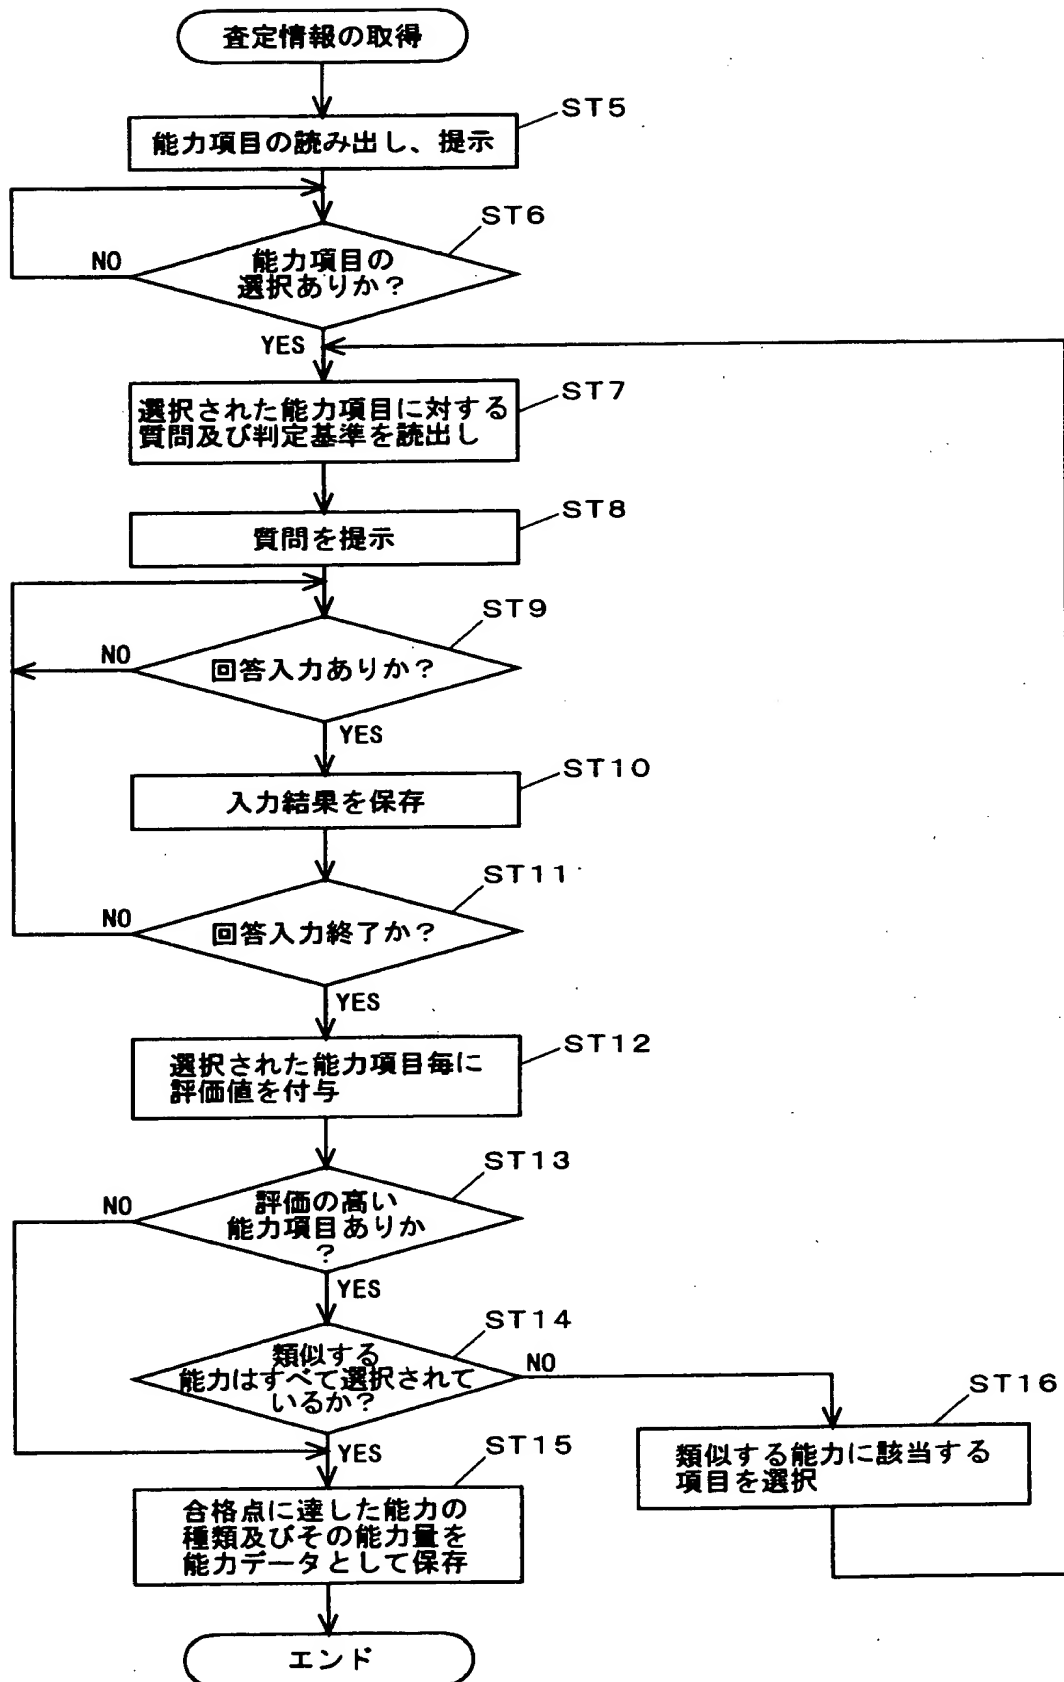 査定情報の取得
ST5
能力項目の読み出し、提示
ST6
能力項目の
選択ありか？
NO
YES
ST7
選択された能力項目に対する
質問及び判定基準を読出し
ST8
質問を提示
ST9
回答入力ありか？
NO
YES
ST10
入力結果を保存
ST11
回答入力終了か？
NO
YES
ST12
選択された能力項目毎に
評価値を付与
ST13
評価の高い
能力項目ありか
？
NO
YES
ST14
類似する
能力はすべて選択されて
いるか？
NO
YES
ST16
類似する能力に該当する
項目を選択
ST15
合格点に達した能力の
種類及びその能力量を
能力データとして保存
エンド